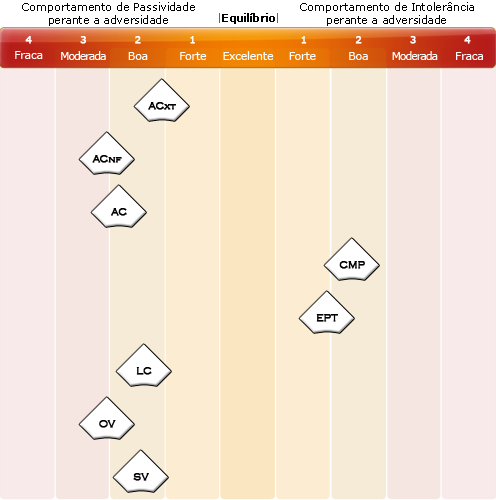 Comportamento de Passividade
perante a adversidade
|Equilíbrio|
Comportamento de Intolerância
perante a adversidade
4 3 2 1 1 2 3 4
Fraca Moderada Boa Forte Excelente Forte Boa Moderada Fraca
ACXT
ACNF
AC
CMP
EPT
LC
OV
SV